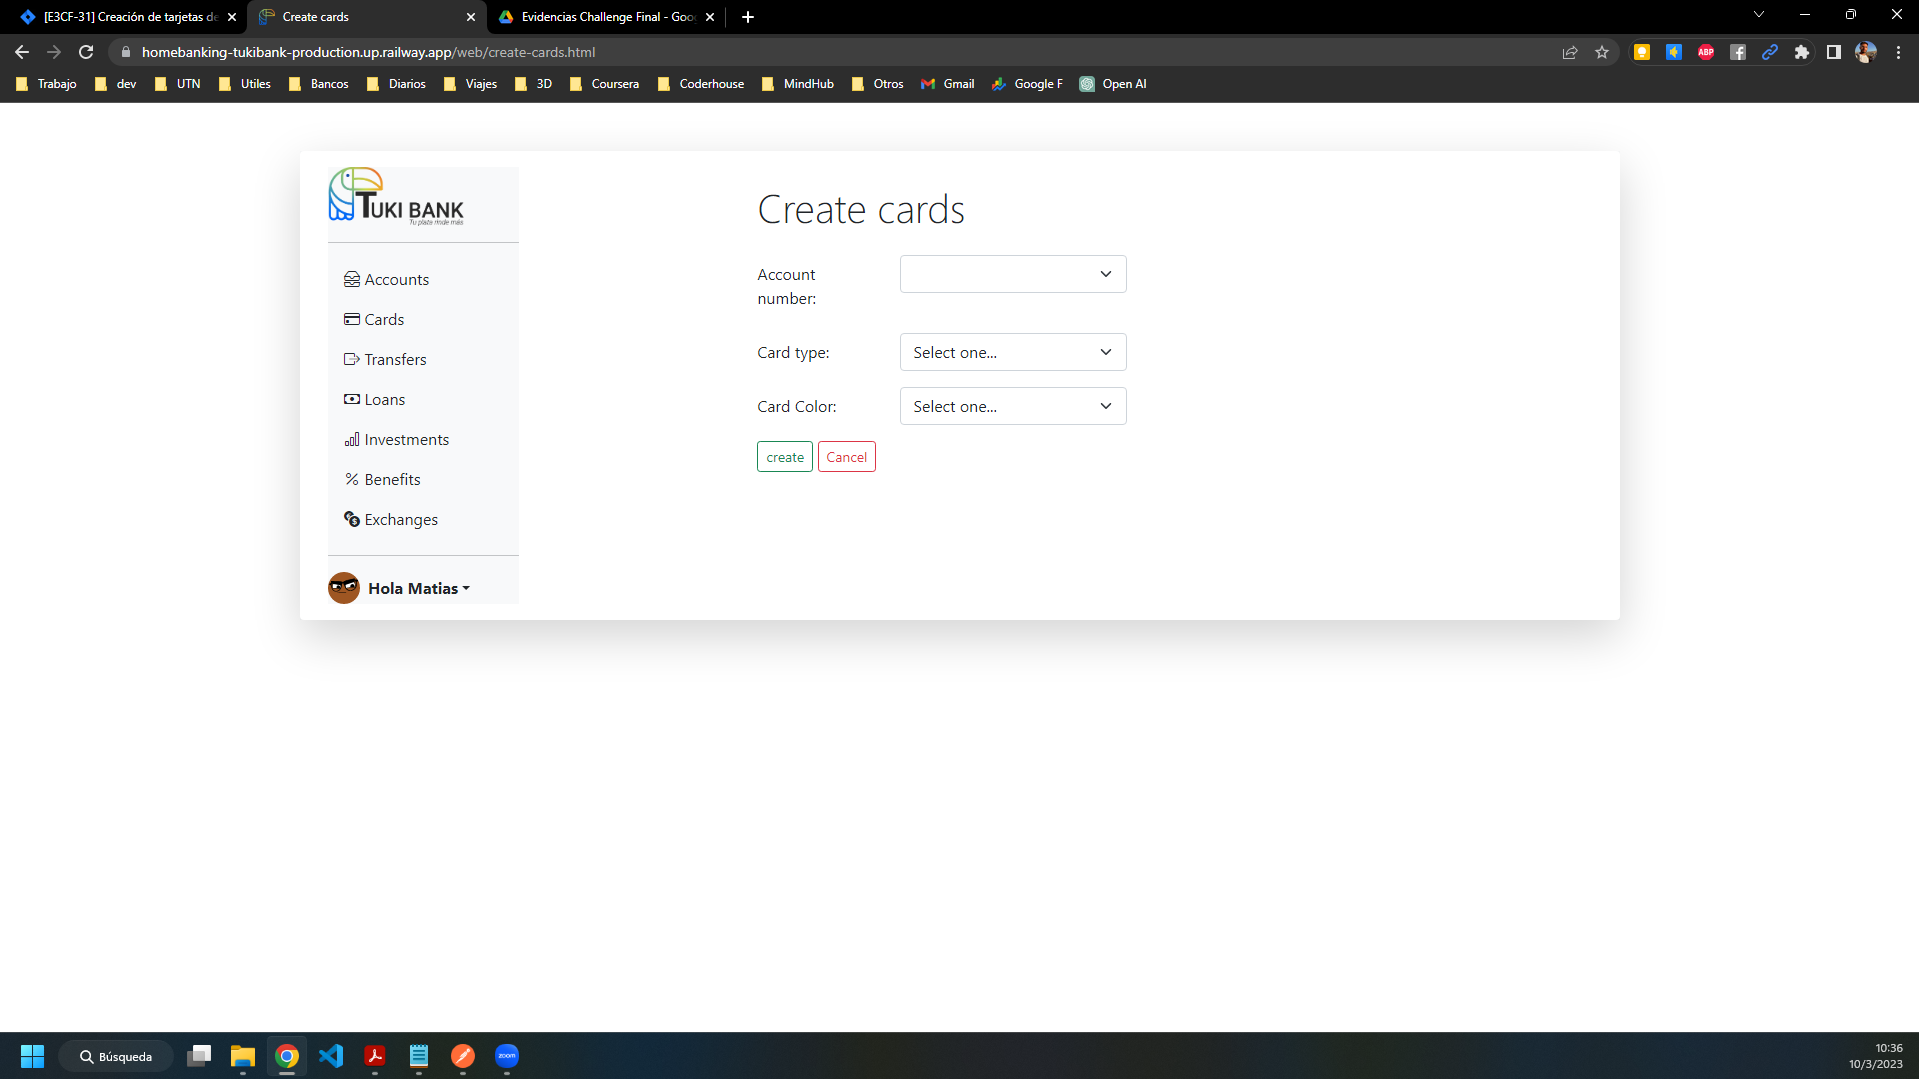 [E3CF-31] Creación de tarjetas de
Create cards
Evidencias Challenge Final - Goo
homebanking-tukibank-production.up.railway.app/web/create-cards.html
ABP
Trabajo dev UTN Utiles Bancos Diarios Viajes 3D Coursera Coderhouse MindHub Otros Gmail Google F Open AI
TUKI BANK
Tu plata rinde más
Accounts
Cards
Transfers
Loans
Investments
Benefits
Exchanges
Hola Matias
Create cards
Account
number:
Card type: Select one...
Card Color: Select one...
create Cancel
Búsqueda
zoom
10:36
10/3/2023